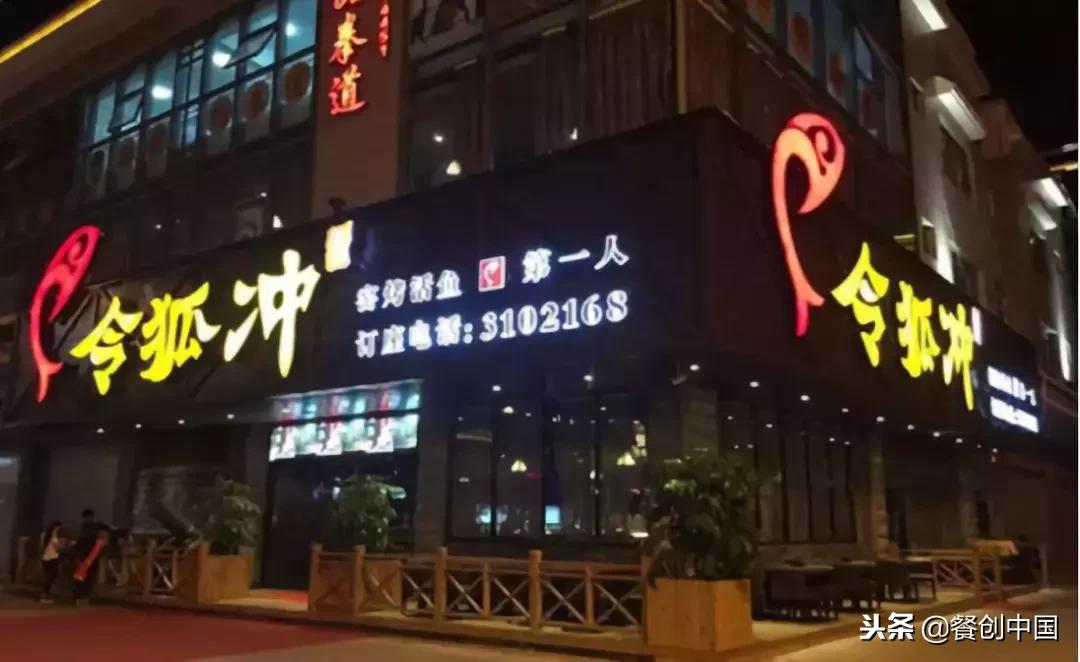 拳道
令狐冲
窑烤活鱼 第一人
订座电话:3102168
令狐冲
头条 @餐创中国